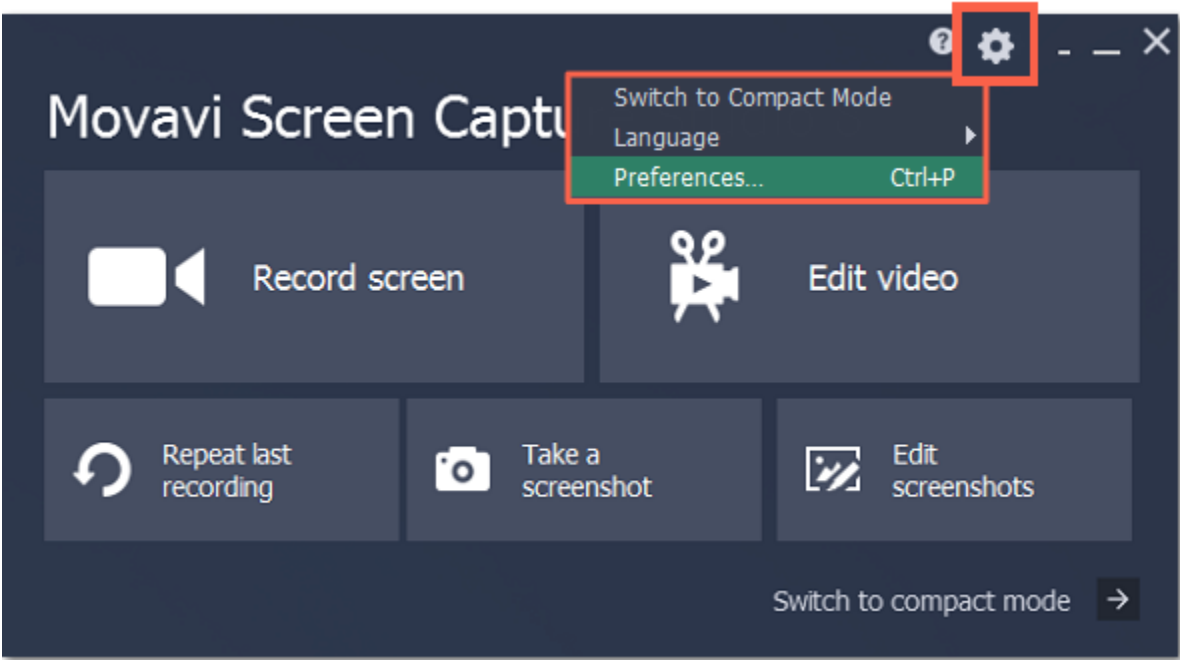 ?
Movavi Screen Captu
Switch to Compact Mode
Language
Preferences... Ctrl+P
Record screen
Edit video
Repeat last
recording
Take a
screenshot
Edit
screenshots
Switch to compact mode